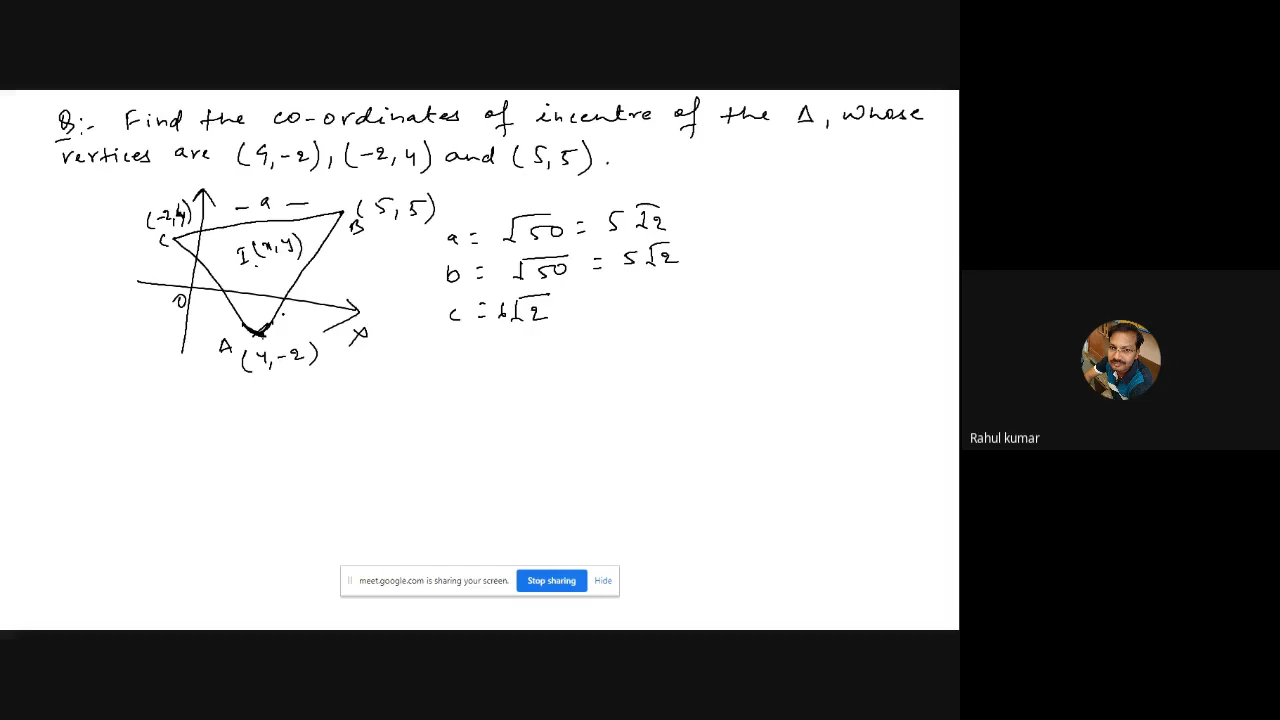 Q:- Find the co-ordinates of incentre of the Δ, whose
vertices are (4,-2), (-2,4) and (5,5).
(-2,4)
- a -
(5,5)
B
C
I(x,y)
O
A
(4,-2)
X
a = √50 = 5√2
b = √50 = 5√2
c = 6√2
meet.google.com is sharing your screen.
Stop sharing
Hide
Rahul kumar